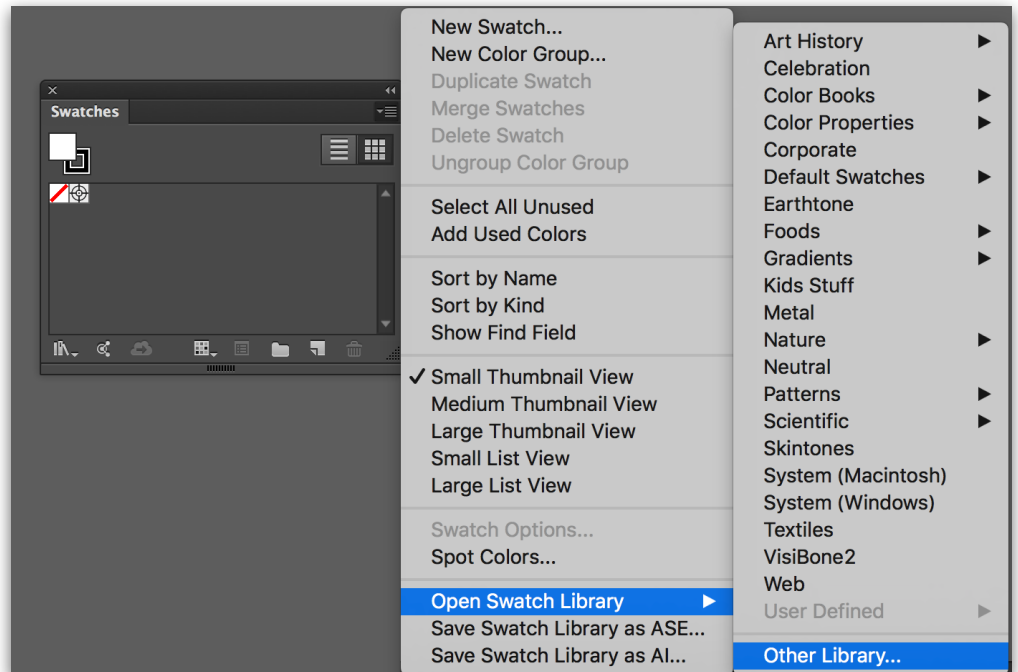 Swatches
New Swatch...
New Color Group...
Duplicate Swatch
Merge Swatches
Delete Swatch
Ungroup Color Group
Select All Unused
Add Used Colors
Sort by Name
Sort by Kind
Show Find Field
Small Thumbnail View
Medium Thumbnail View
Large Thumbnail View
Small List View
Large List View
Swatch Options...
Spot Colors...
Open Swatch Library
Save Swatch Library as ASE...
Save Swatch Library as AI...
Art History
Celebration
Color Books
Color Properties
Corporate
Default Swatches
Earthtone
Foods
Gradients
Kids Stuff
Metal
Nature
Neutral
Patterns
Scientific
Skintones
System (Macintosh)
System (Windows)
Textiles
VisiBone2
Web
User Defined
Other Library...